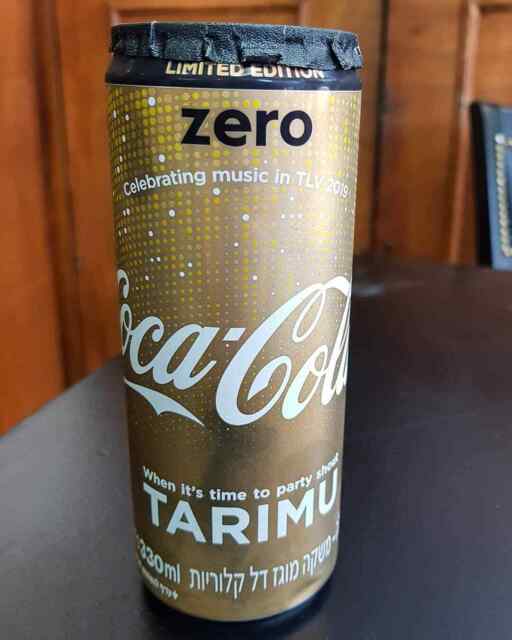 LIMITED EDITION
zero
Celebrating music in TLV 2019
Coca-Cola
When it's time to party shout
TARIMU
330ml משקה מוגז דל קלוריות